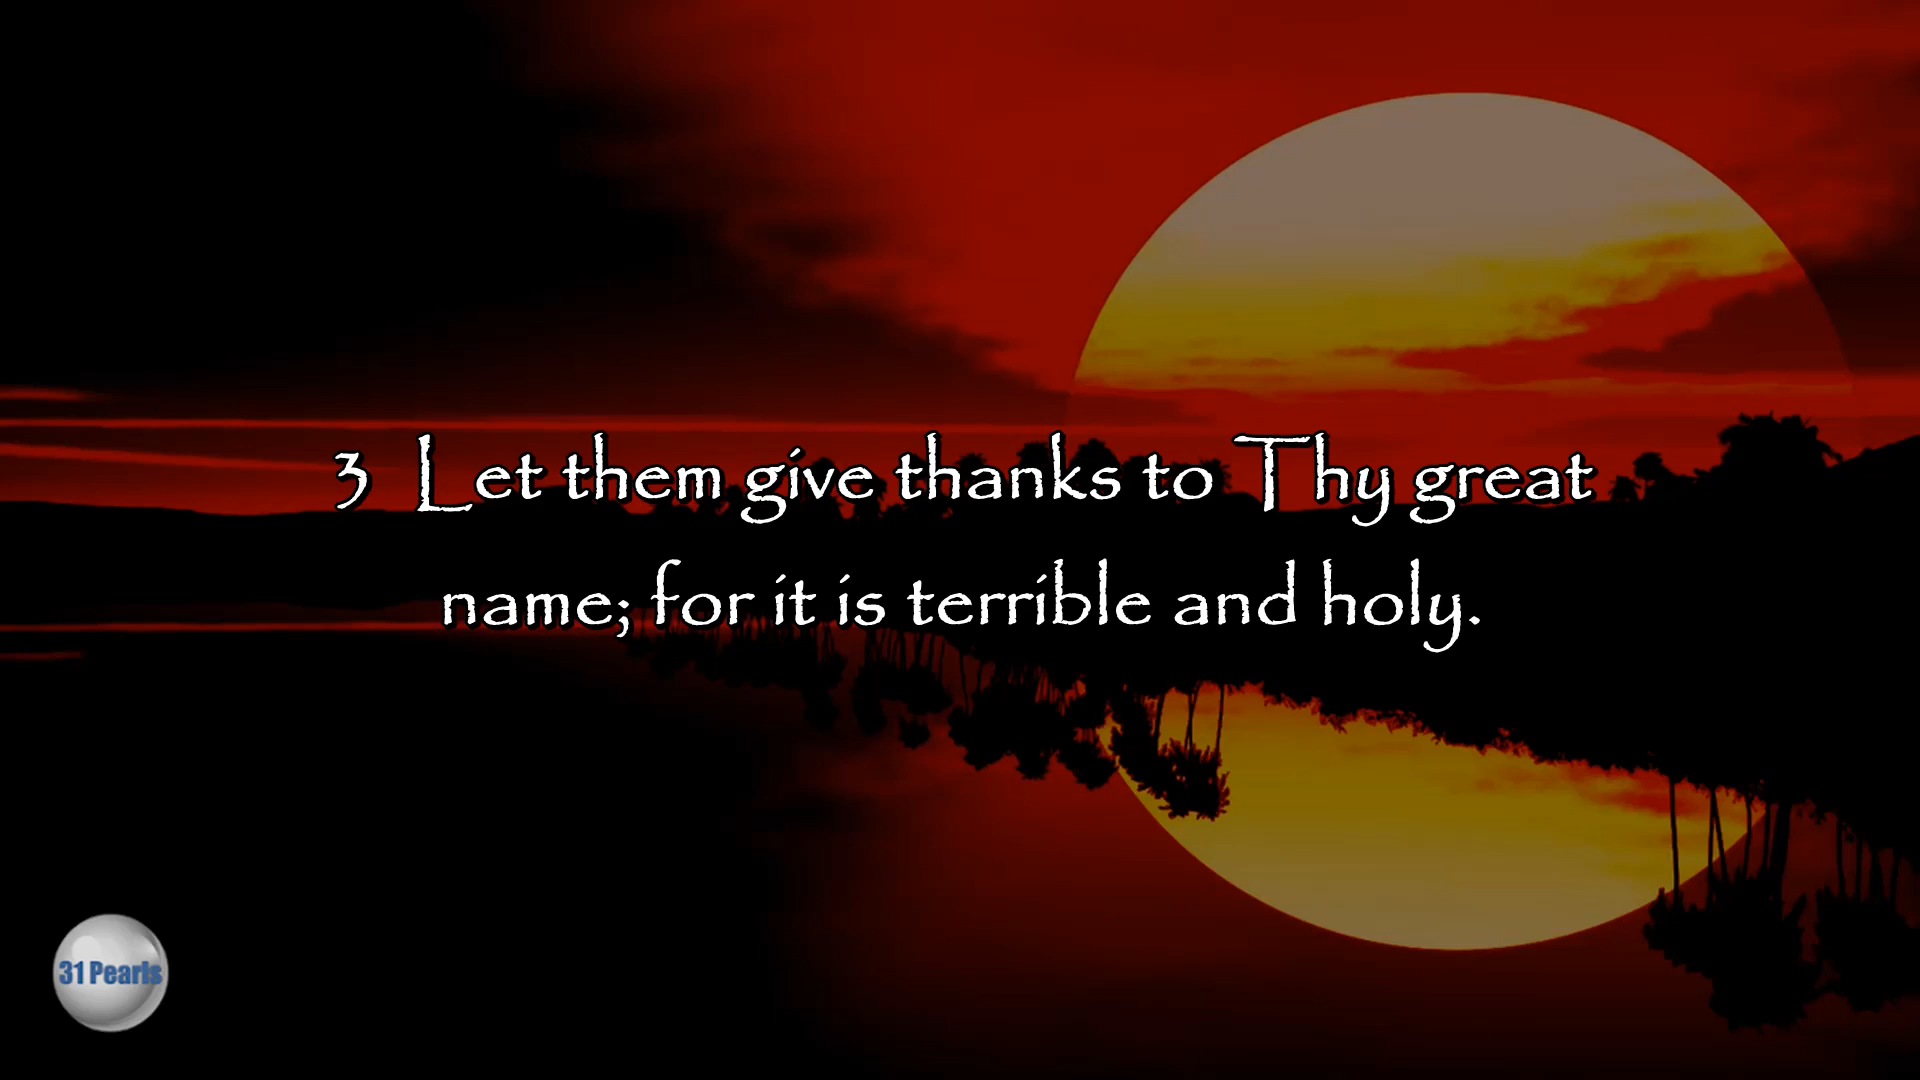 3 Let them give thanks to Thy great
name; for it is terrible and holy.
31 Pearls